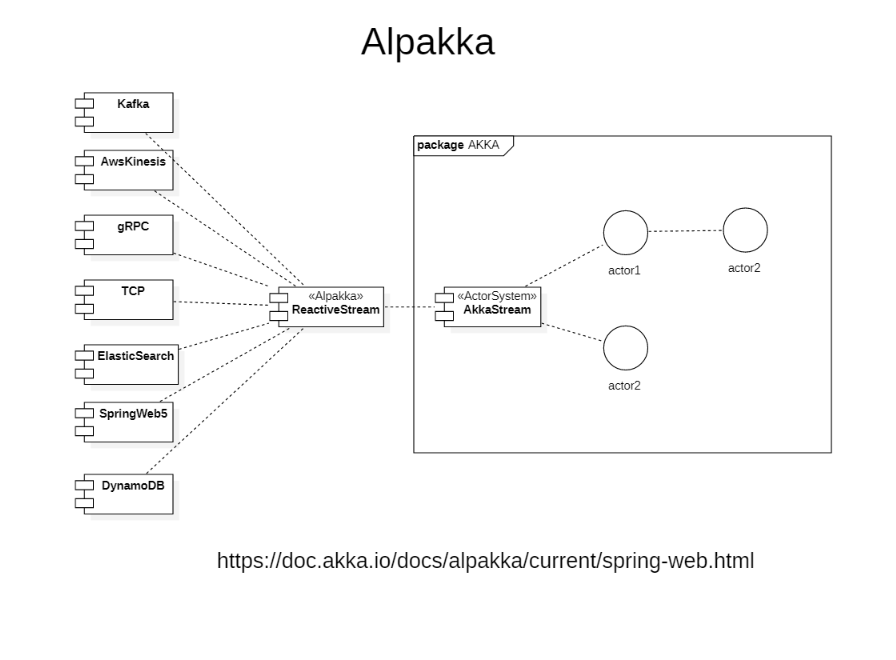 Alpakka
Kafka
AwsKinesis
gRPC
TCP
ElasticSearch
SpringWeb5
DynamoDB
«Alpakka»
ReactiveStream
package AKKA
«ActorSystem»
AkkaStream
actor1
actor2
actor2
https://doc.akka.io/docs/alpakka/current/spring-web.html